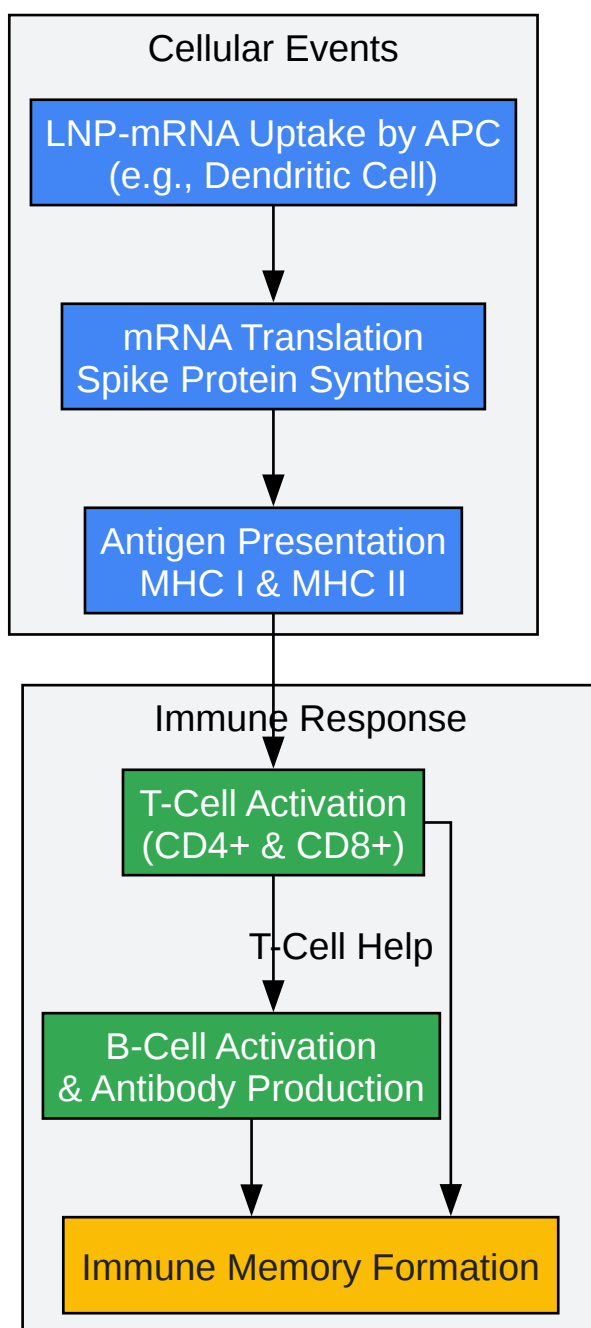 Cellular Events
LNP-mRNA Uptake by APC
(e.g., Dendritic Cell)
mRNA Translation
Spike Protein Synthesis
Antigen Presentation
MHC I & MHC II
Immune Response
T-Cell Activation
(CD4+ & CD8+)
T-Cell Help
B-Cell Activation
& Antibody Production
Immune Memory Formation